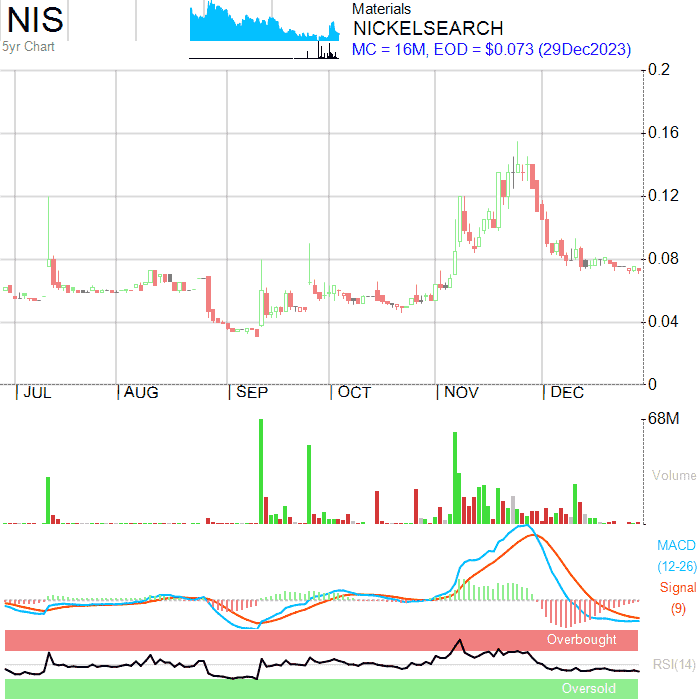 NIS
5yr Chart
Materials
NICKELSEARCH
MC = 16M, EOD = $0.073 (29Dec2023)
0.2
0.16
0.12
0.08
0.04
0
JUL AUG SEP OCT NOV DEC
68M
Volume
MACD
(12-26)
Signal
(9)
Overbought
RSI(14)
Oversold